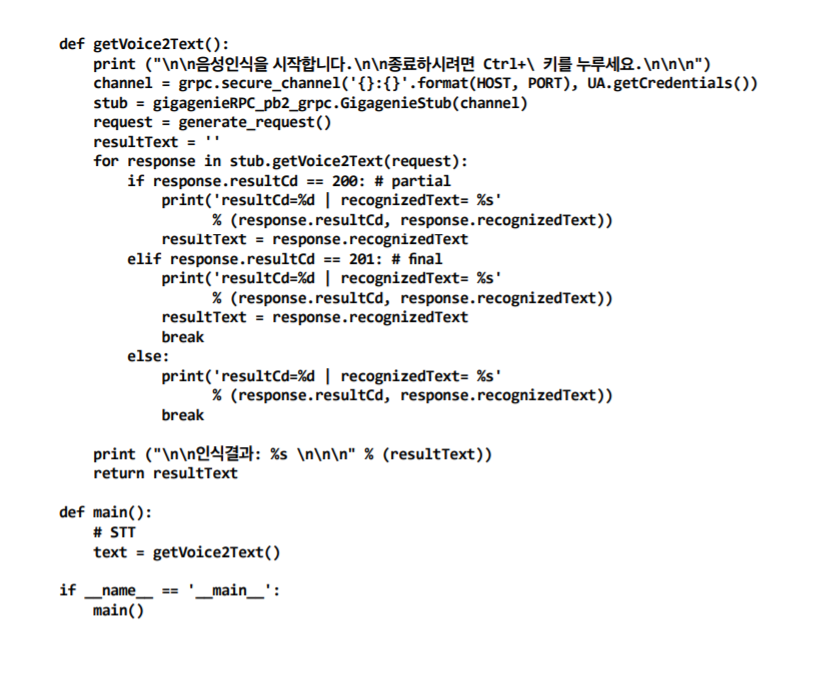 def getVoice2Text():
    print ("\n\n음성인식을 시작합니다.\n\n종료하시려면 Ctrl+\ 키를 누루세요.\n\n\n")
    channel = grpc.secure_channel('{}:{}'.format(HOST, PORT), UA.getCredentials())
    stub = gigagenieRPC_pb2_grpc.GigagenieStub(channel)
    request = generate_request()
    resultText = ''
    for response in stub.getVoice2Text(request):
        if response.resultCd == 200: # partial
            print('resultCd=%d | recognizedText= %s'
                  % (response.resultCd, response.recognizedText))
            resultText = response.recognizedText
        elif response.resultCd == 201: # final
            print('resultCd=%d | recognizedText= %s'
                  % (response.resultCd, response.recognizedText))
            resultText = response.recognizedText
            break
        else:
            print('resultCd=%d | recognizedText= %s'
                  % (response.resultCd, response.recognizedText))
            break

    print ("\n\n인식결과: %s \n\n\n" % (resultText))
    return resultText

def main():
    # STT
    text = getVoice2Text()

if __name__ == '__main__':
    main()